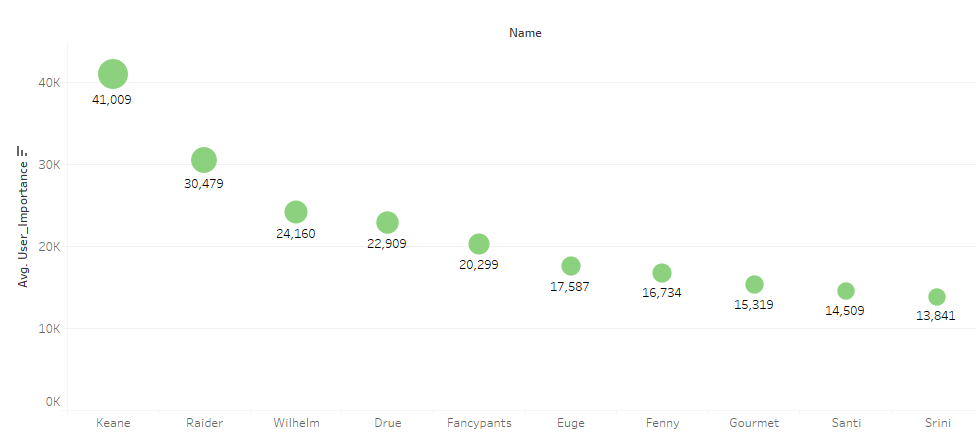 Name
Avg. User_Importance
40K
30K
20K
10K
0K
41,009
30,479
24,160
22,909
20,299
17,587
16,734
15,319
14,509
13,841
Keane Raider Wilhelm Drue Fancypants Euge Fenny Gourmet Santi Srini